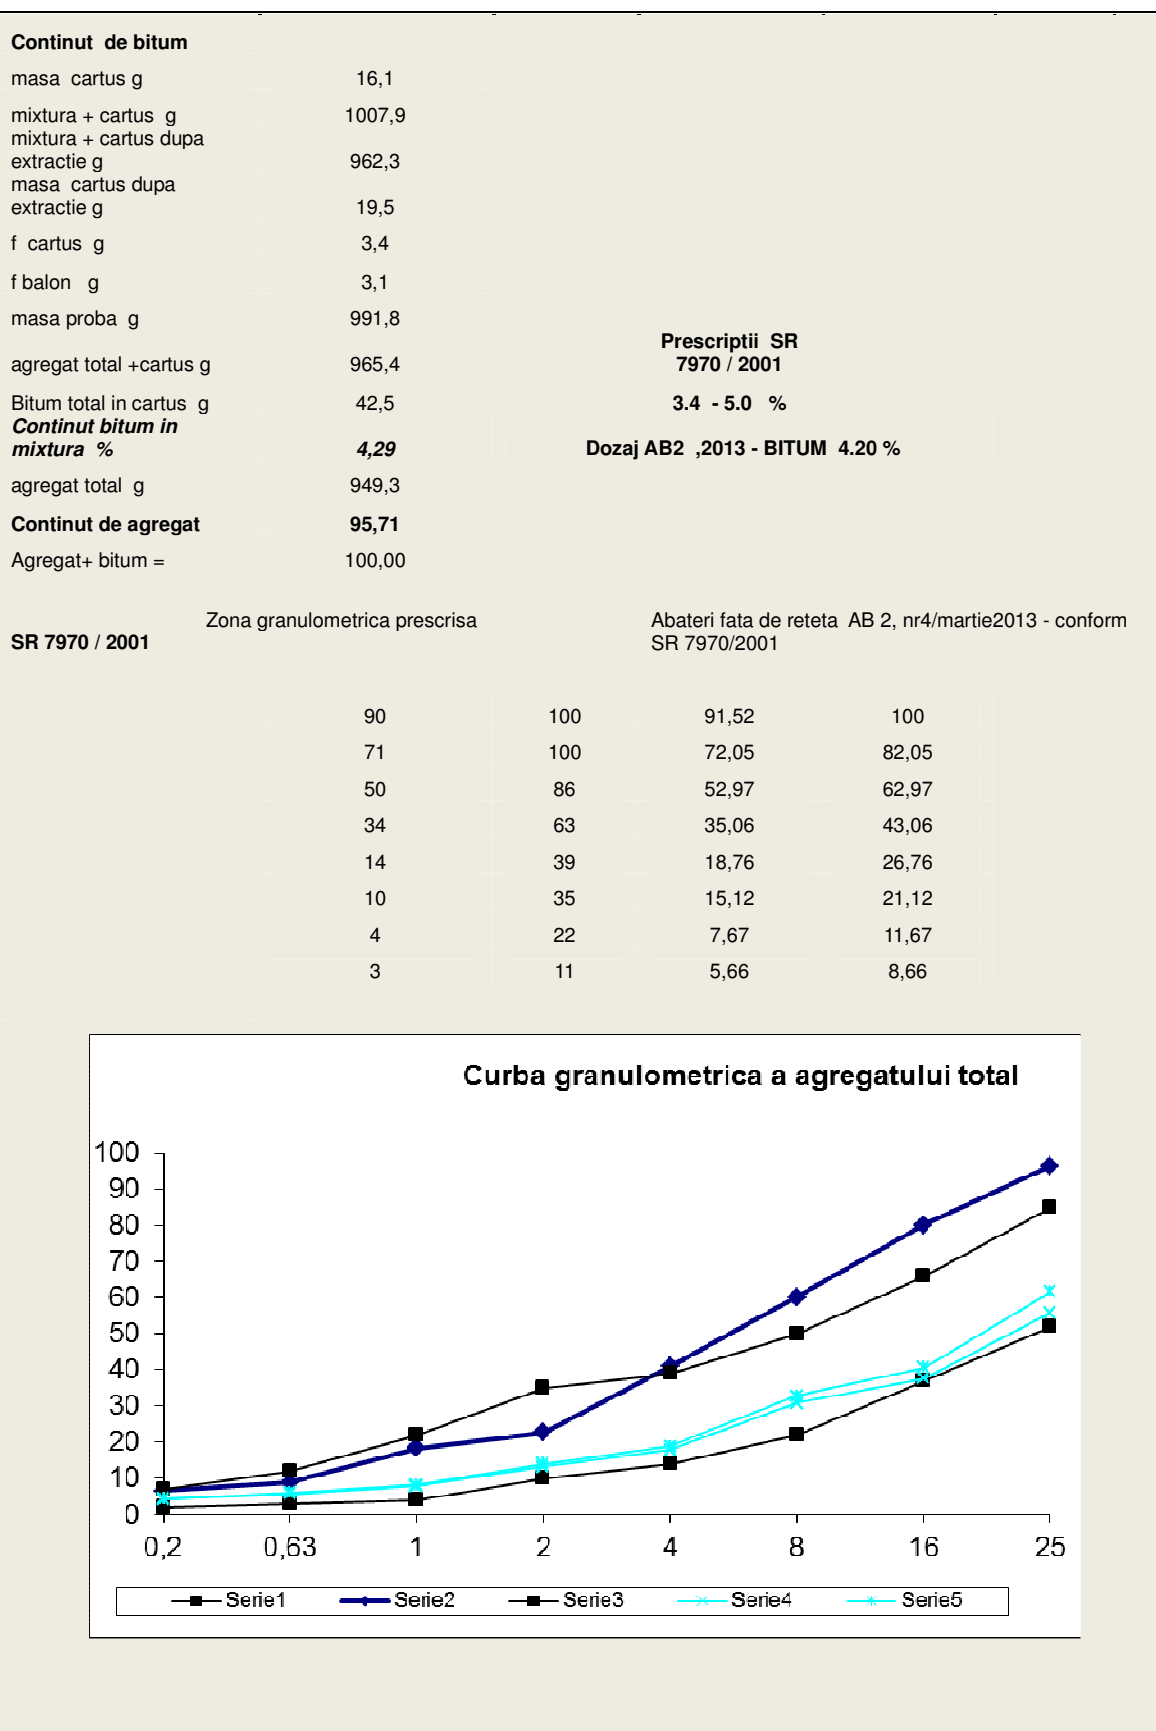 Continut de bitum
masa cartus g 16,1
mixtura + cartus g 1007,9
mixtura + cartus dupa
extractie g 962,3
masa cartus dupa
extractie g 19,5
f cartus g 3,4
f balon g 3,1
masa proba g 991,8
Prescriptii SR
agregat total +cartus g 965,4 7970 / 2001
Bitum total in cartus g 42,5 3.4 - 5.0 %
Continut bitum in
mixtura % 4,29 Dozaj AB2 ,2013 - BITUM 4.20 %
agregat total g 949,3
Continut de agregat 95,71
Agregat+ bitum = 100,00
Zona granulometrica prescrisa Abateri fata de reteta AB 2, nr4/martie2013 - conform
SR 7970 / 2001 SR 7970/2001
90 100 91,52 100
71 100 72,05 82,05
50 86 52,97 62,97
34 63 35,06 43,06
14 39 18,76 26,76
10 35 15,12 21,12
4 22 7,67 11,67
3 11 5,66 8,66
Curba granulometrica a agregatului total
100
90
80
70
60
50
40
30
20
10
0
0,2 0,63 1 2 4 8 16 25
Serie1 Serie2 Serie3 Serie4 Serie5